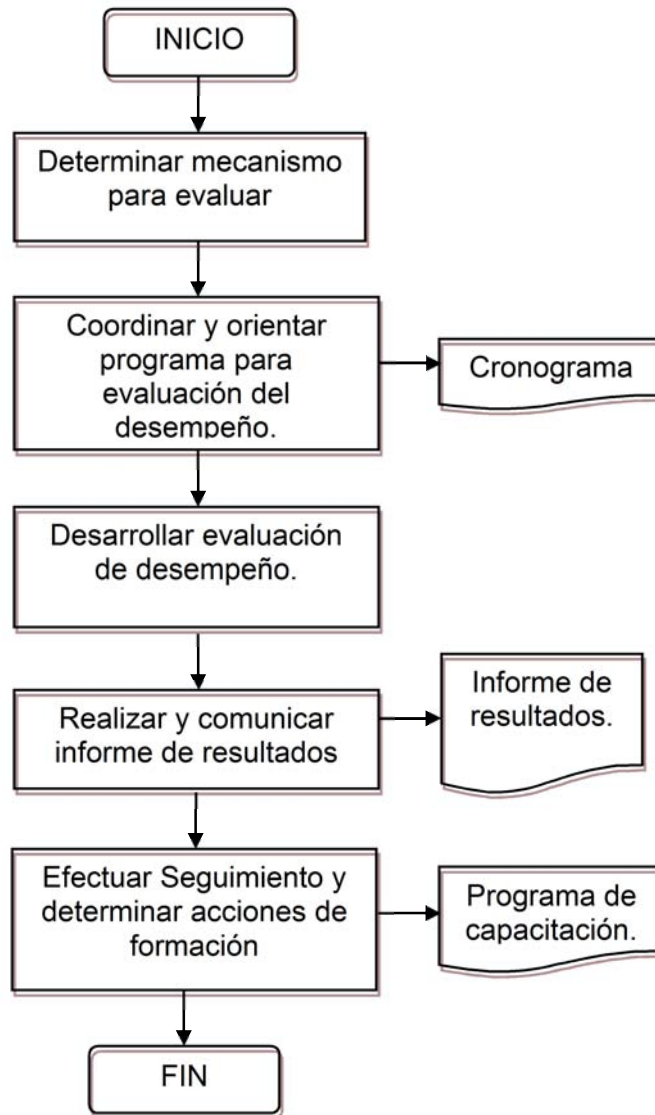 INICIO
Determinar mecanismo
para evaluar
Coordinar y orientar
programa para
evaluación del
desempeño.
Cronograma
Desarrollar evaluación
de desempeño.
Realizar y comunicar
informe de resultados
Informe de
resultados.
Efectuar Seguimiento y
determinar acciones de
formación
Programa de
capacitación.
FIN